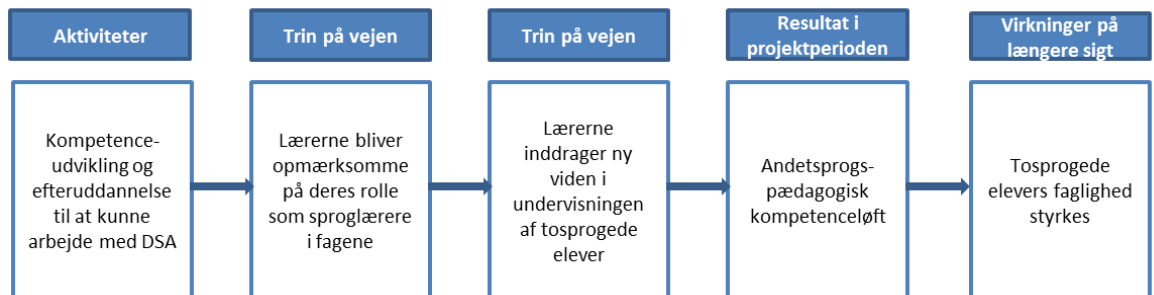 Aktiviteter
Trin på vejen
Trin på vejen
Resultat i
projektperioden
Virkninger på
længere sigt
Kompetence-
udvikling og
efteruddannelse
til at kunne
arbejde med DSA
Lærerne bliver
opmærksomme
på deres rolle
som sproglærere
i fagene
Lærerne
inddrager ny
viden i
undervisningen
af tosprogede
elever
Andetsprogs-
pædagogisk
kompetenceløft
Tosprogede
elevers faglighed
styrkes